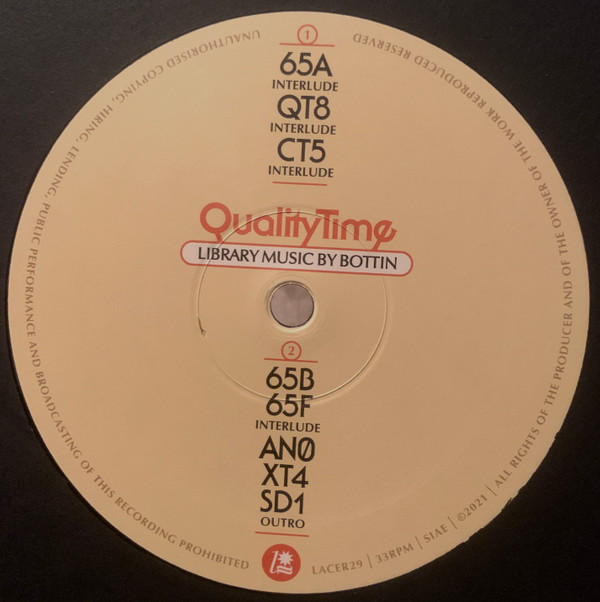 1
65A
INTERLUDE
QT8
INTERLUDE
CT5
INTERLUDE
QualityTime
LIBRARY MUSIC BY BOTTIN
2
65B
65F
INTERLUDE
AN0
XT4
SD1
OUTRO
LACER29 | 33RPM | SIAE | ©2021 | ALL RIGHTS OF THE PRODUCER AND OF THE OWNER OF THE WORK REPRODUCED RESERVED
UNAUTHORISED COPYING, HIRING, LENDING, PUBLIC PERFORMANCE AND BROADCASTING OF THIS RECORDING PROHIBITED